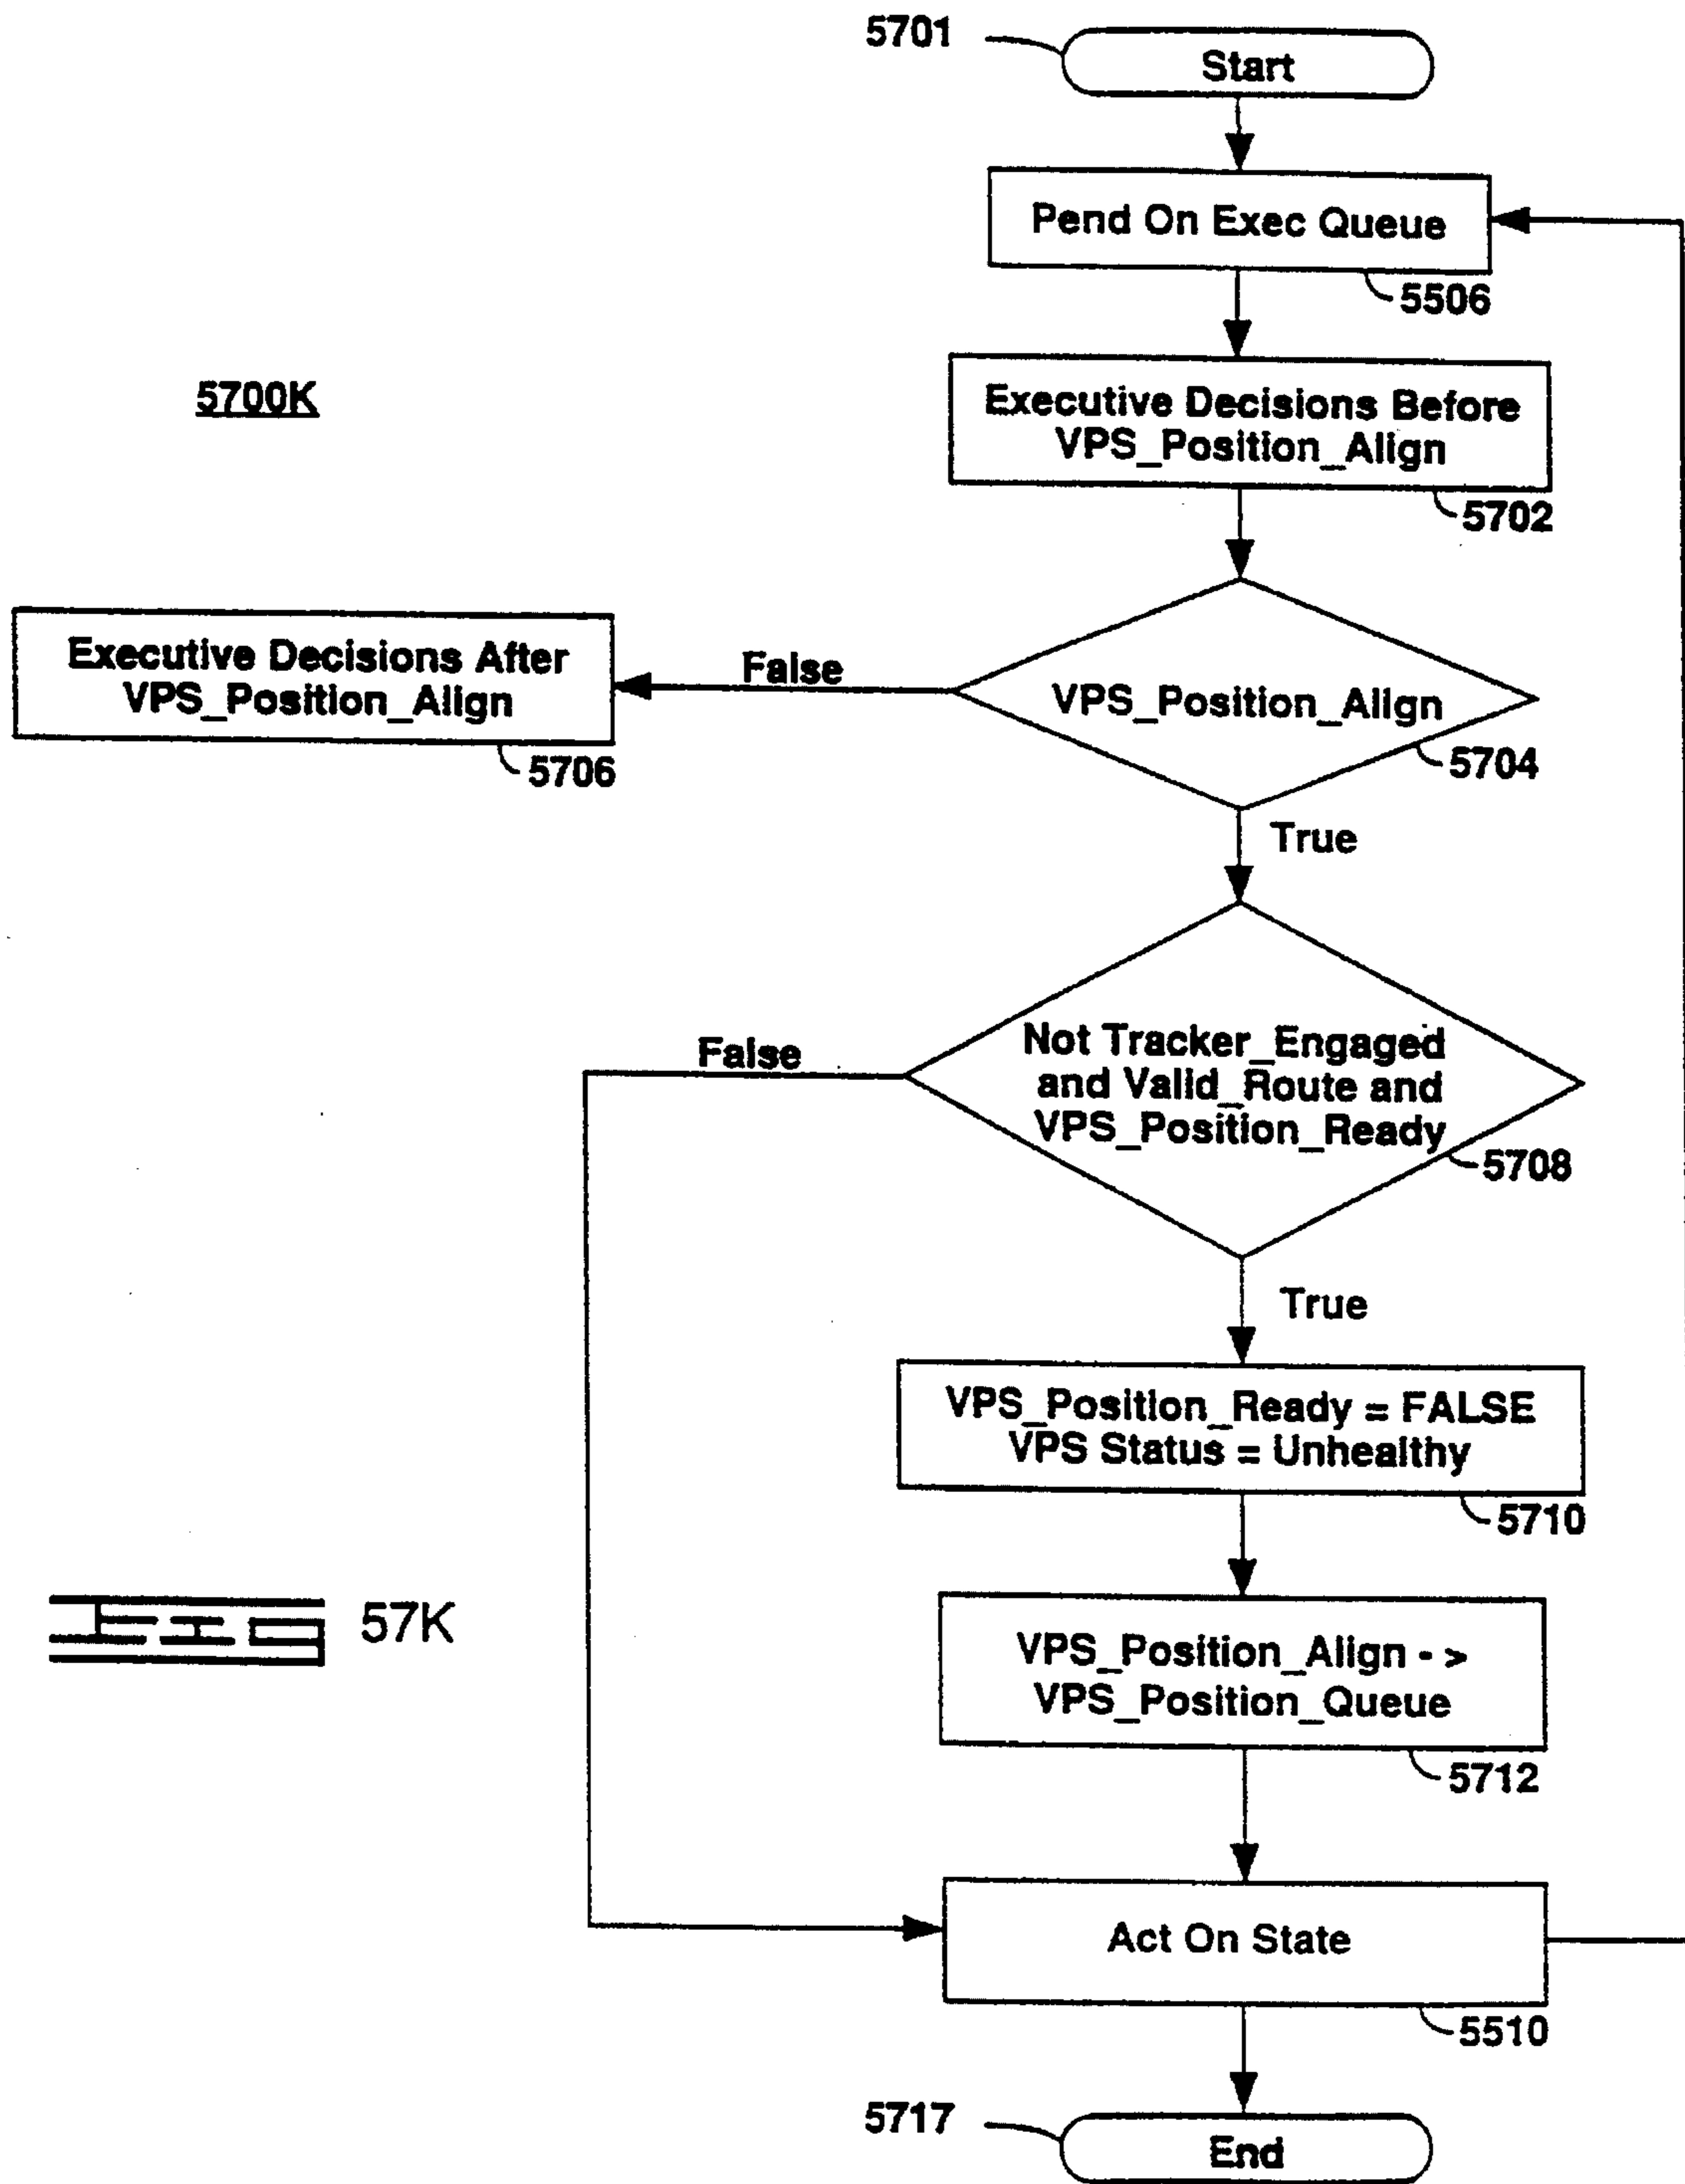 5701
Start
Pend On Exec Queue
5506
5700K
Executive Decisions Before
VPS_Position_Align
5702
Executive Decisions After
VPS_Position_Align
5706
False
VPS_Position_Align
5704
True
False
Not Tracker_Engaged
and Valid_Route and
VPS_Position_Ready
5708
True
VPS_Position_Ready = FALSE
VPS Status = Unhealthy
5710
FIG 57K
VPS_Position_Align - >
VPS_Position_Queue
5712
Act On State
5510
5717
End